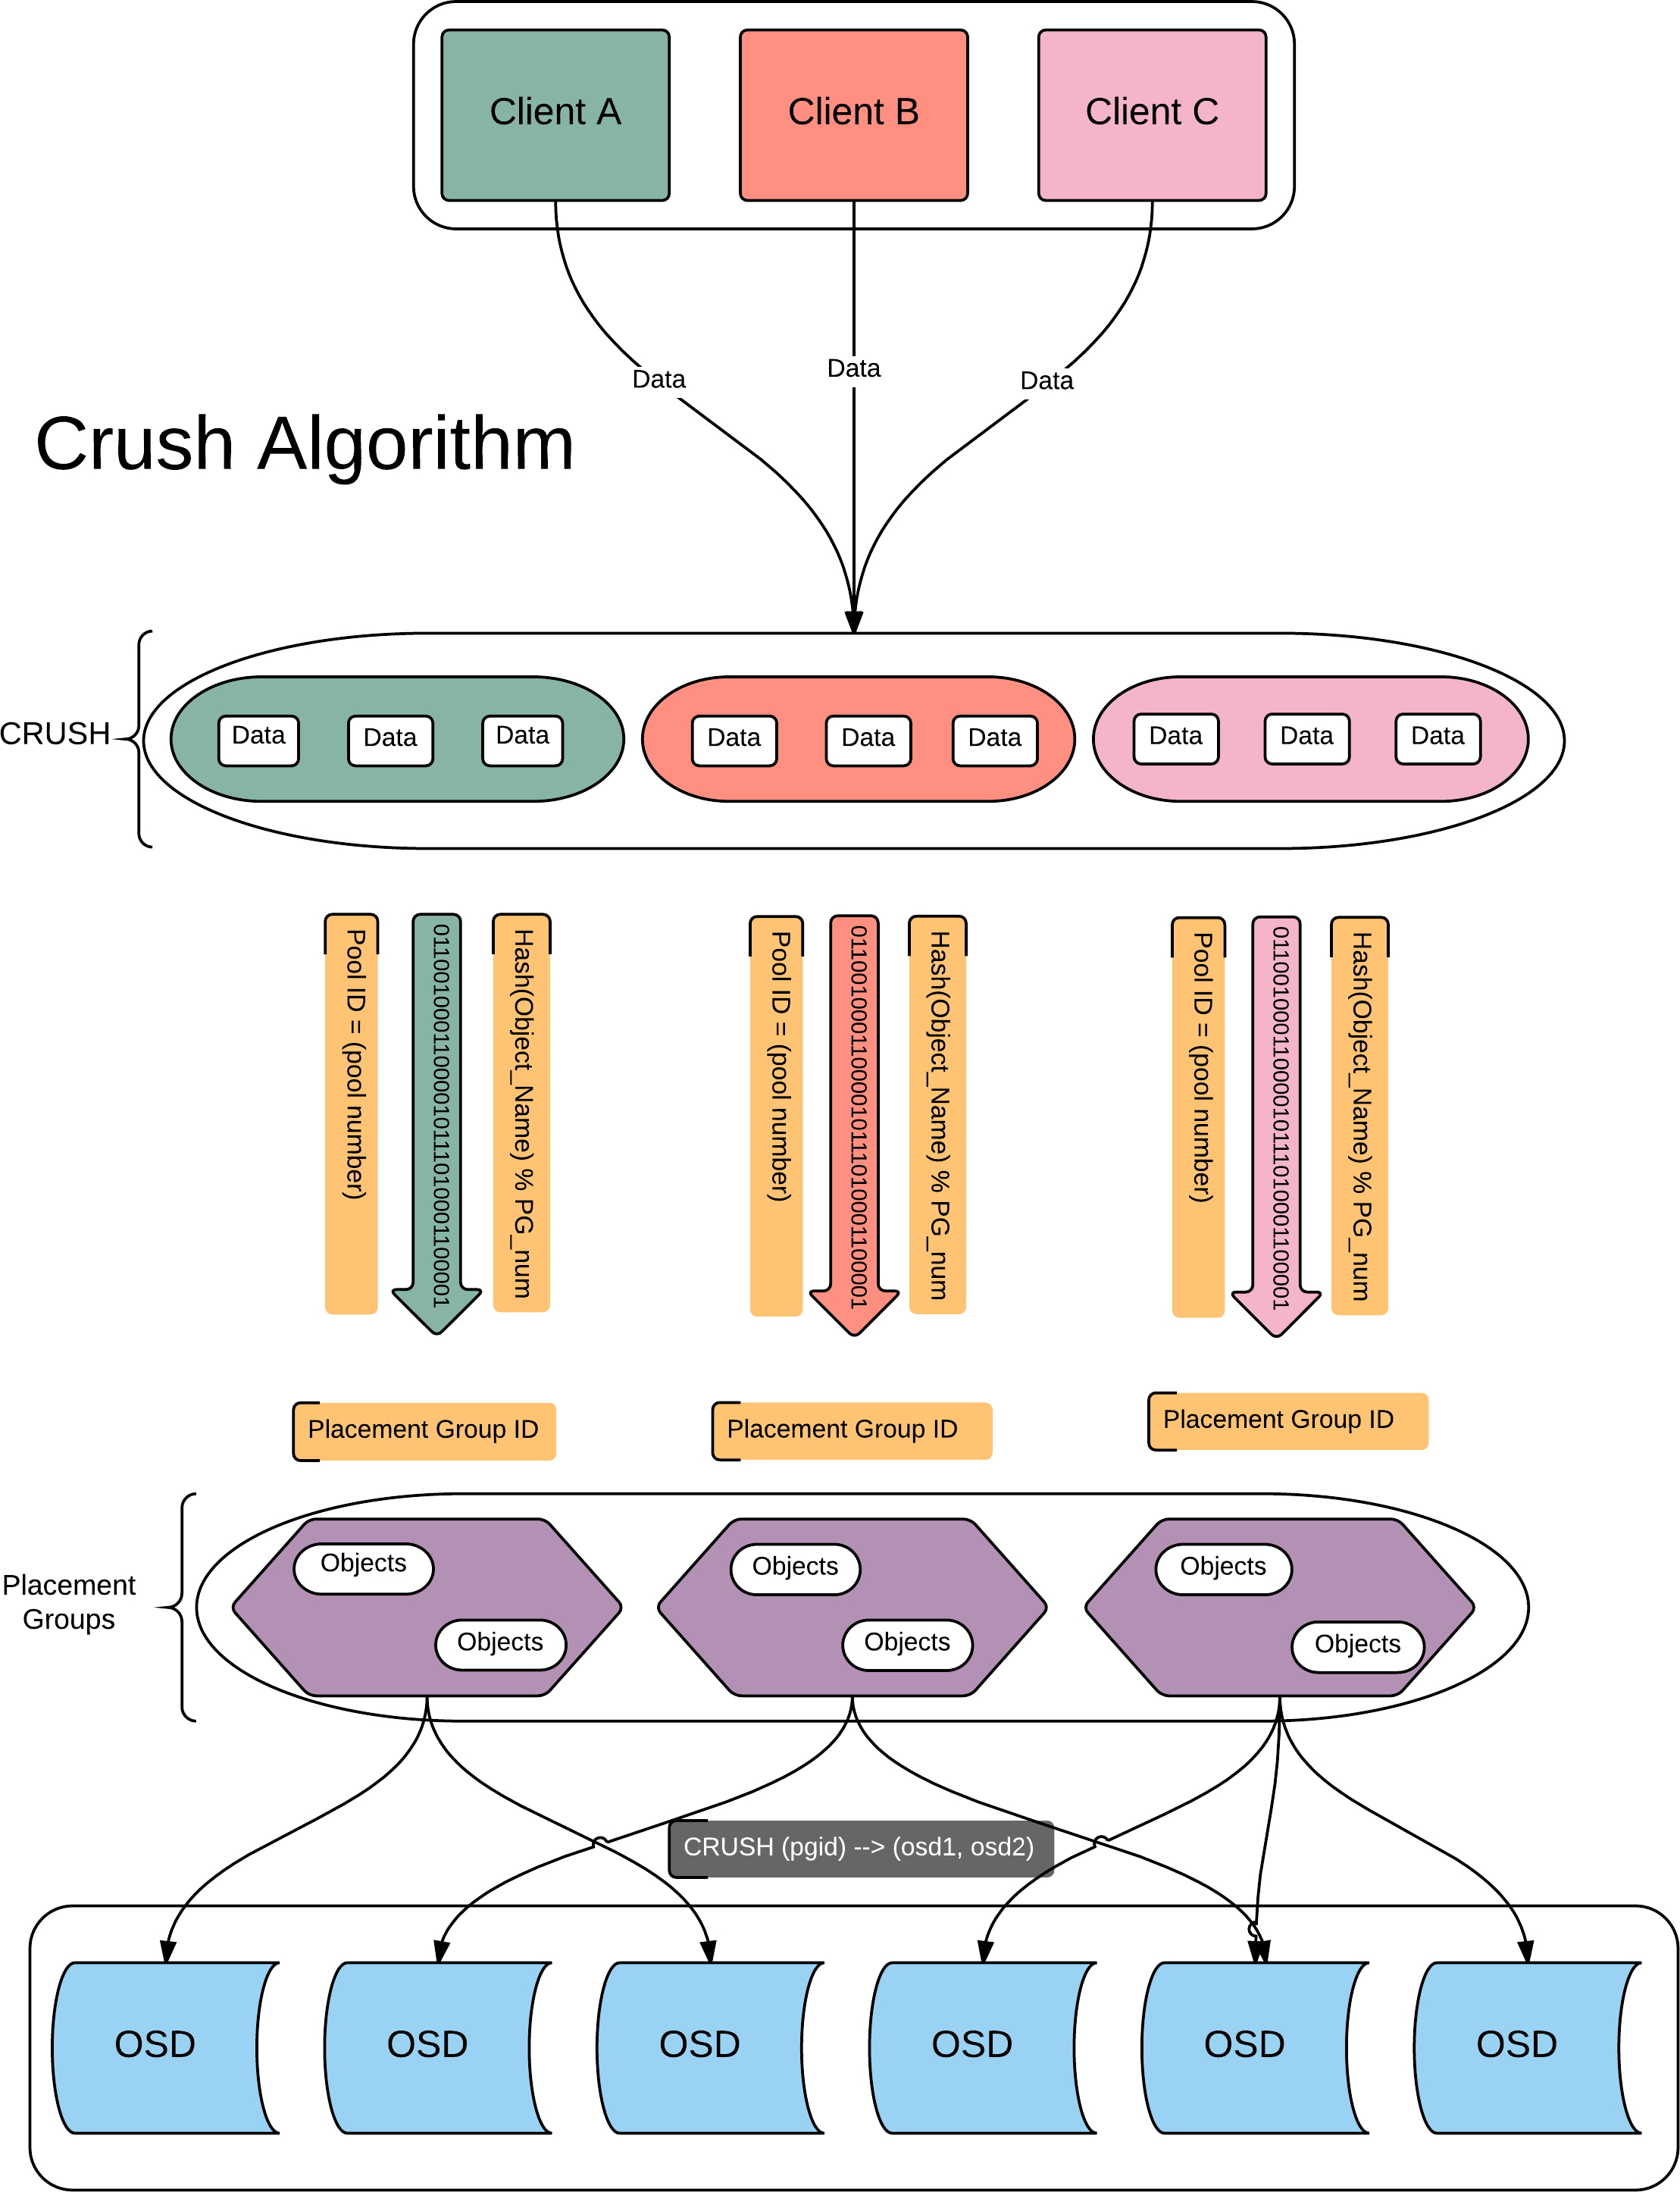 Client A
Client B
Client C
Data
Data
Data
Crush Algorithm
CRUSH
Data
Data
Data
Data
Data
Data
Data
Data
Data
Pool ID = (pool number)
01100100011000010111010001100001
Hash(Object_Name) % PG_num
Pool ID = (pool number)
01100100011000010111010001100001
Hash(Object_Name) % PG_num
Pool ID = (pool number)
01100100011000010111010001100001
Hash(Object_Name) % PG_num
Placement Group ID
Placement Group ID
Placement Group ID
Placement
Groups
Objects
Objects
Objects
Objects
Objects
Objects
CRUSH (pgid) --> (osd1, osd2)
OSD
OSD
OSD
OSD
OSD
OSD